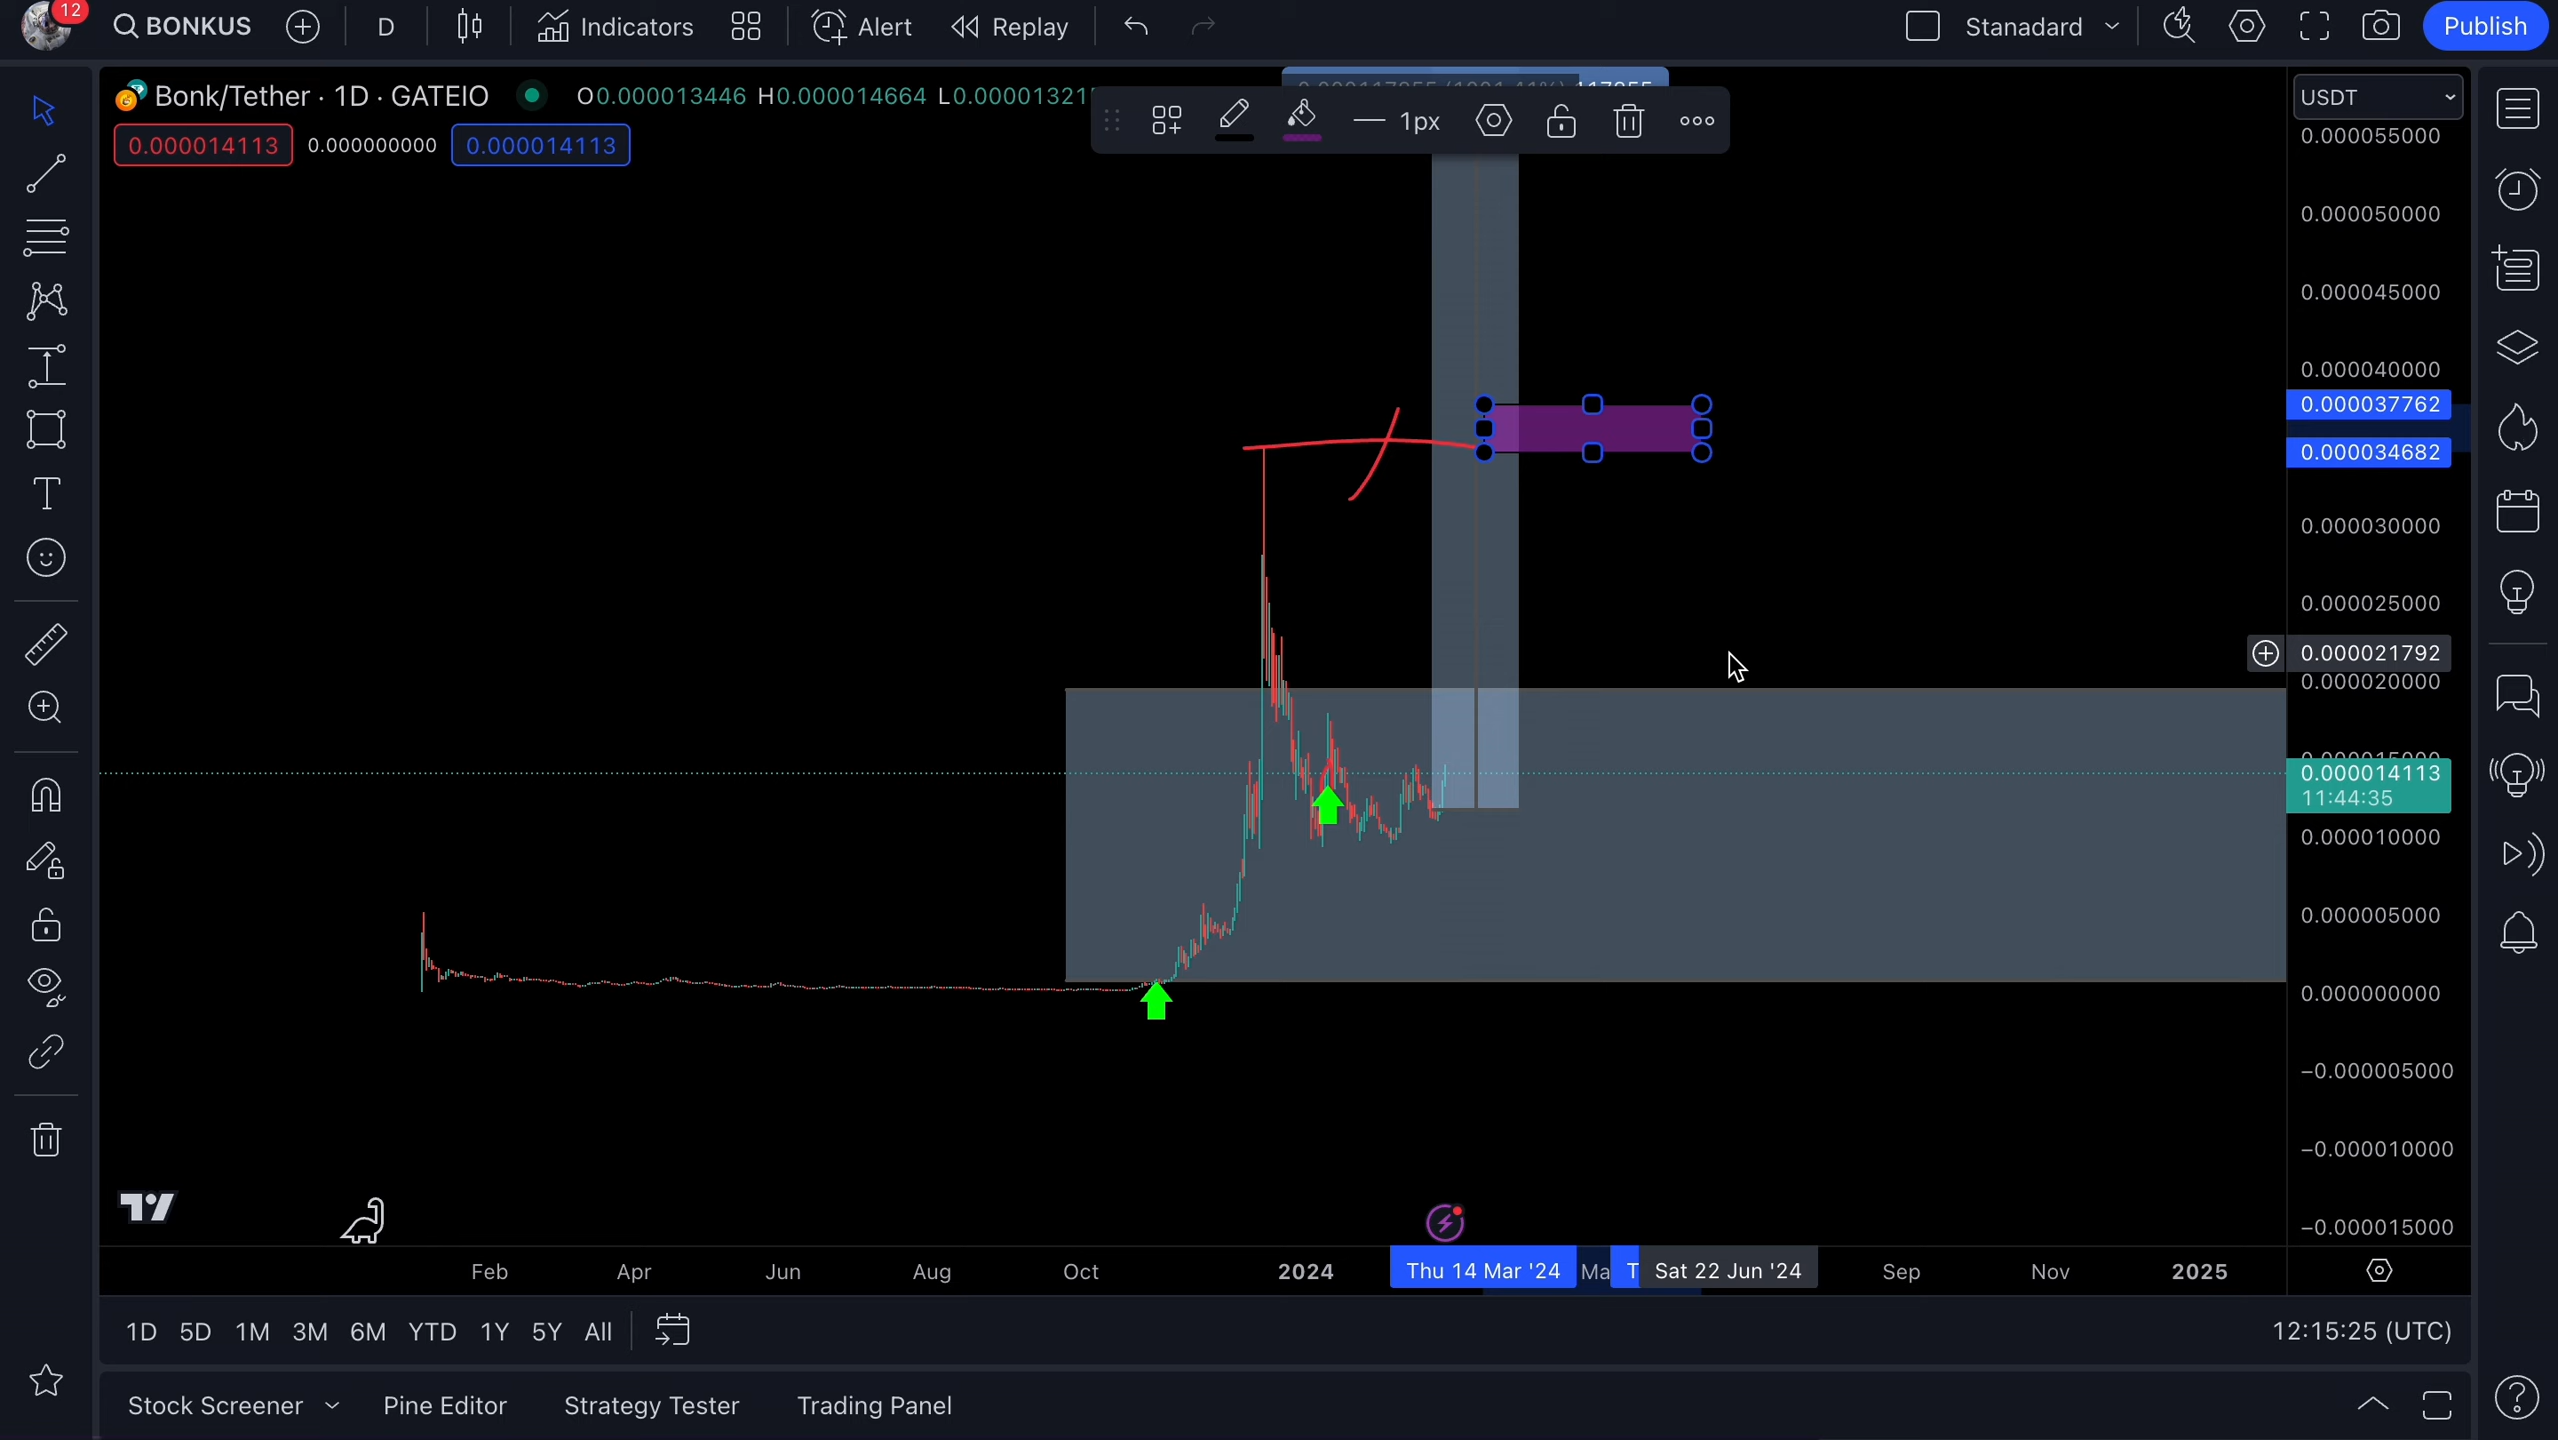 12
BONKUS
D
Indicators
Alert
Replay
Stanadard
Publish
Bonk/Tether · 1D · GATEIO
O0.000013446 H0.000014664
0.000014113
0.000000000
0.000014113
1px
USDT
0.000055000
0.000050000
0.000045000
0.000040000
0.000037762
0.000034682
0.000030000
0.000025000
0.000021792
0.000020000
0.000014113
11:44:35
0.000010000
0.000005000
0.000000000
−0.000005000
−0.000010000
−0.000015000
Feb Apr Jun Aug Oct 2024 Thu 14 Mar '24 Ma T Sat 22 Jun '24 Sep Nov 2025
1D 5D 1M 3M 6M YTD 1Y 5Y All
12:15:25 (UTC)
Stock Screener Pine Editor Strategy Tester Trading Panel